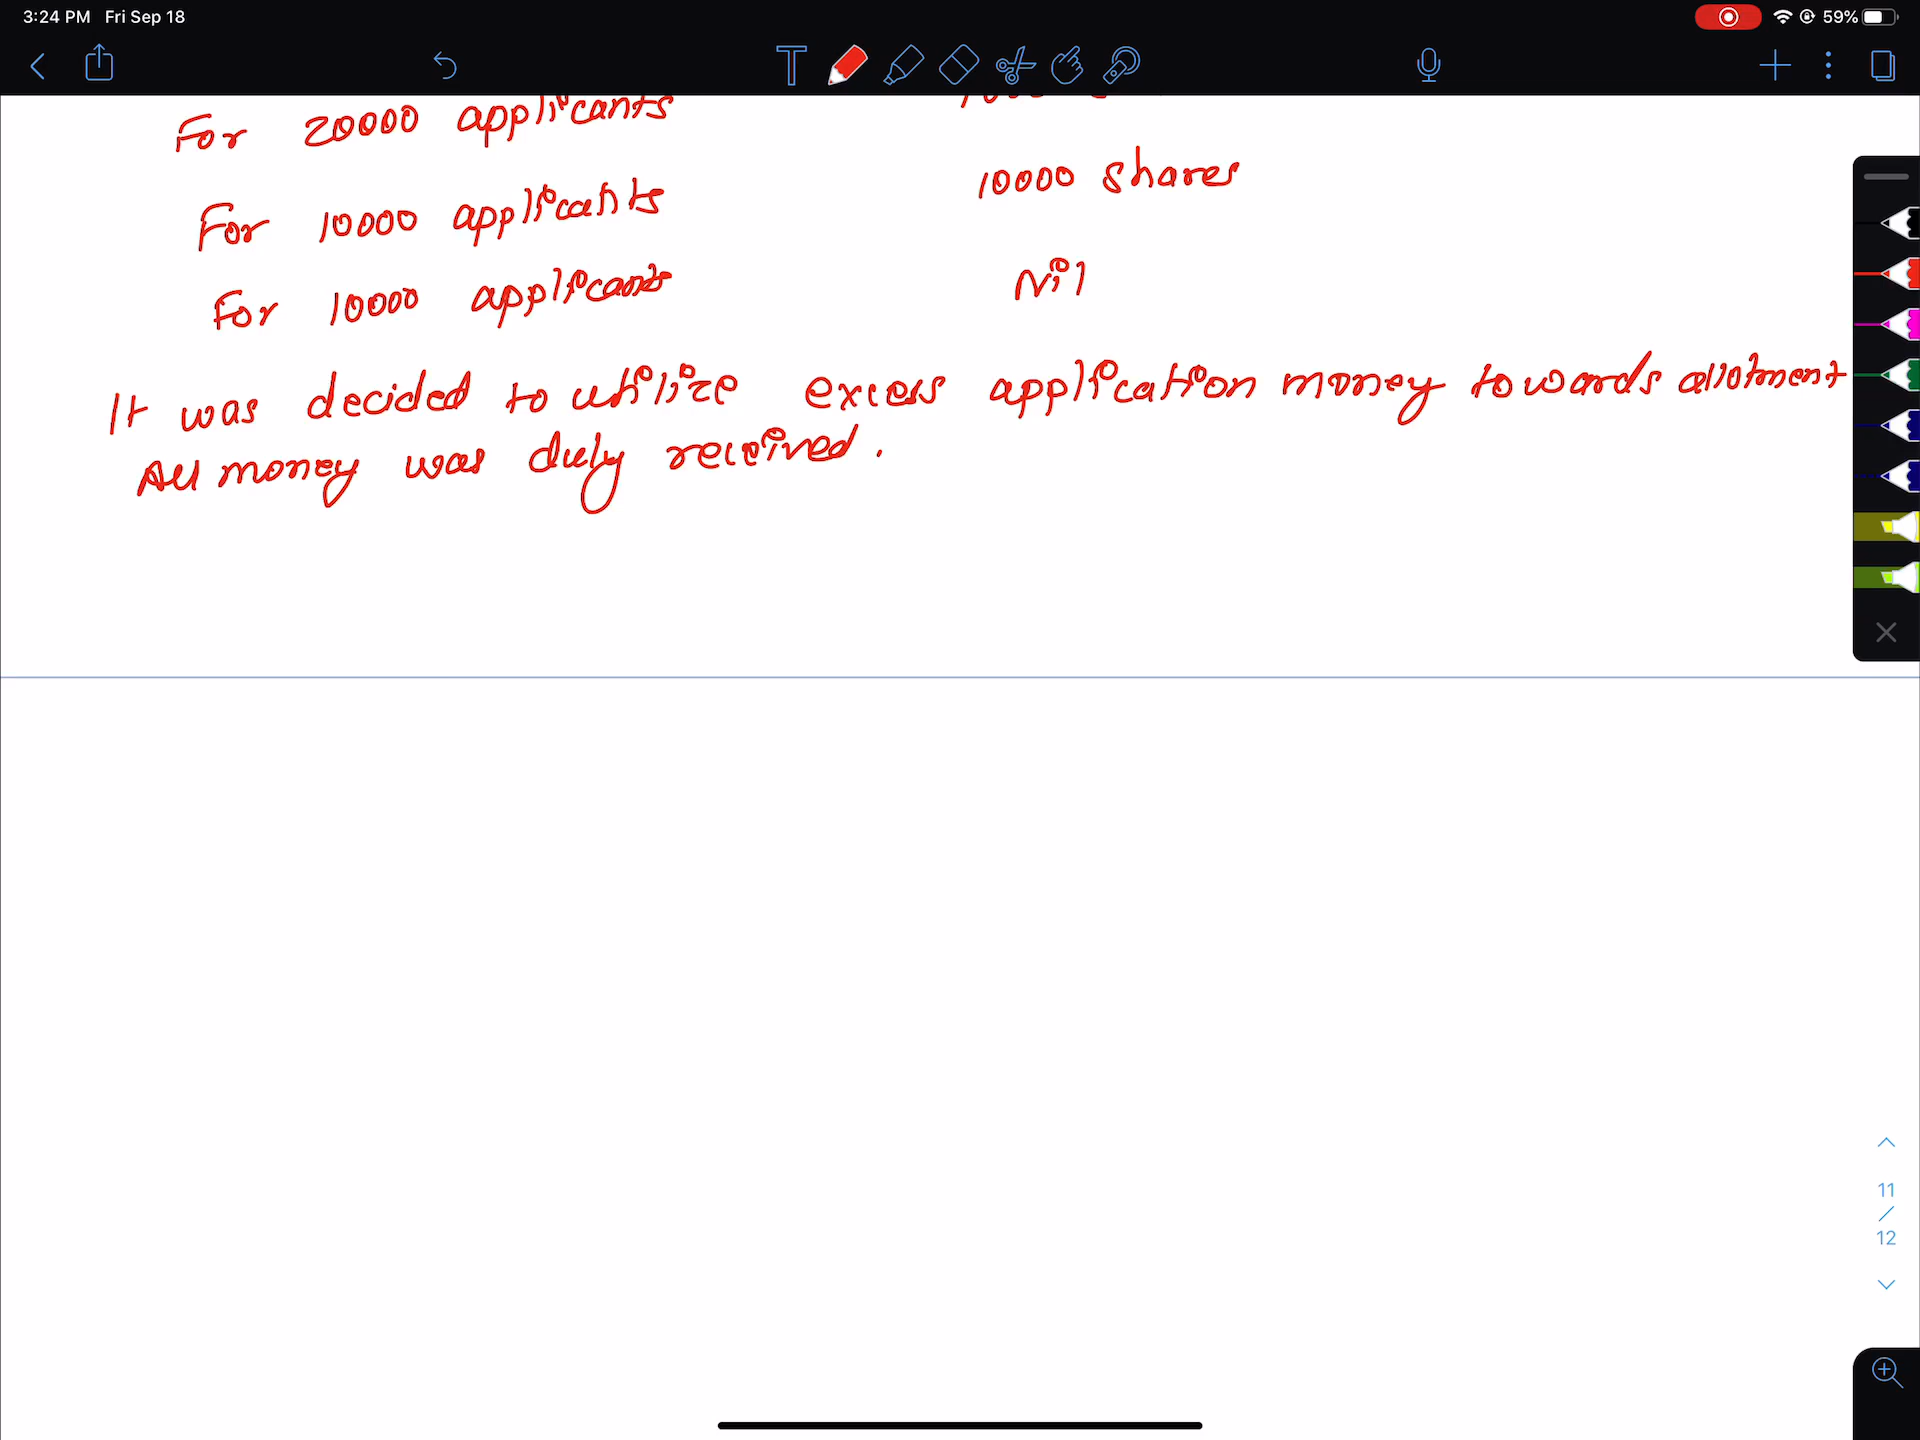 3:24 PM Fri Sep 18
59%
For 20000 applicants
For 10000 applicants 10000 shares
For 10000 applicants Nil
It was decided to utilize excess application money towards allotment
All money was duly received.
11
/
12